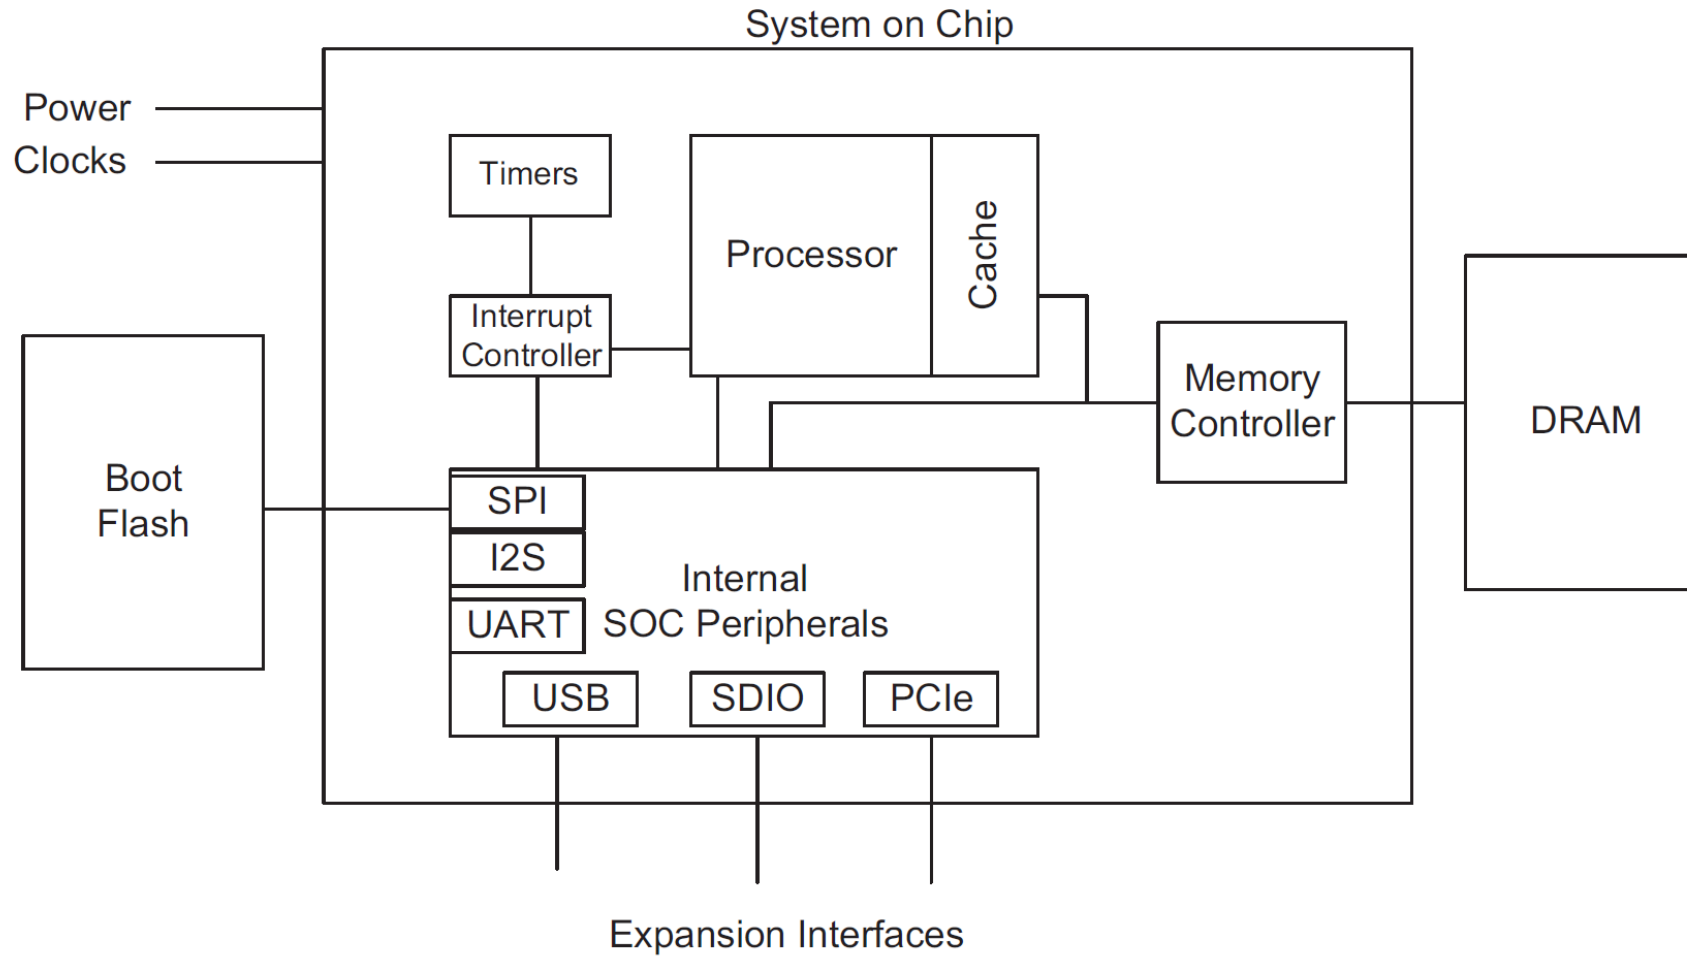 System on Chip
Power
Clocks
Timers
Processor
Cache
Interrupt
Controller
Memory
Controller
DRAM
Boot
Flash
SPI
I2S
UART
Internal
SOC Peripherals
USB
SDIO
PCIe
Expansion Interfaces